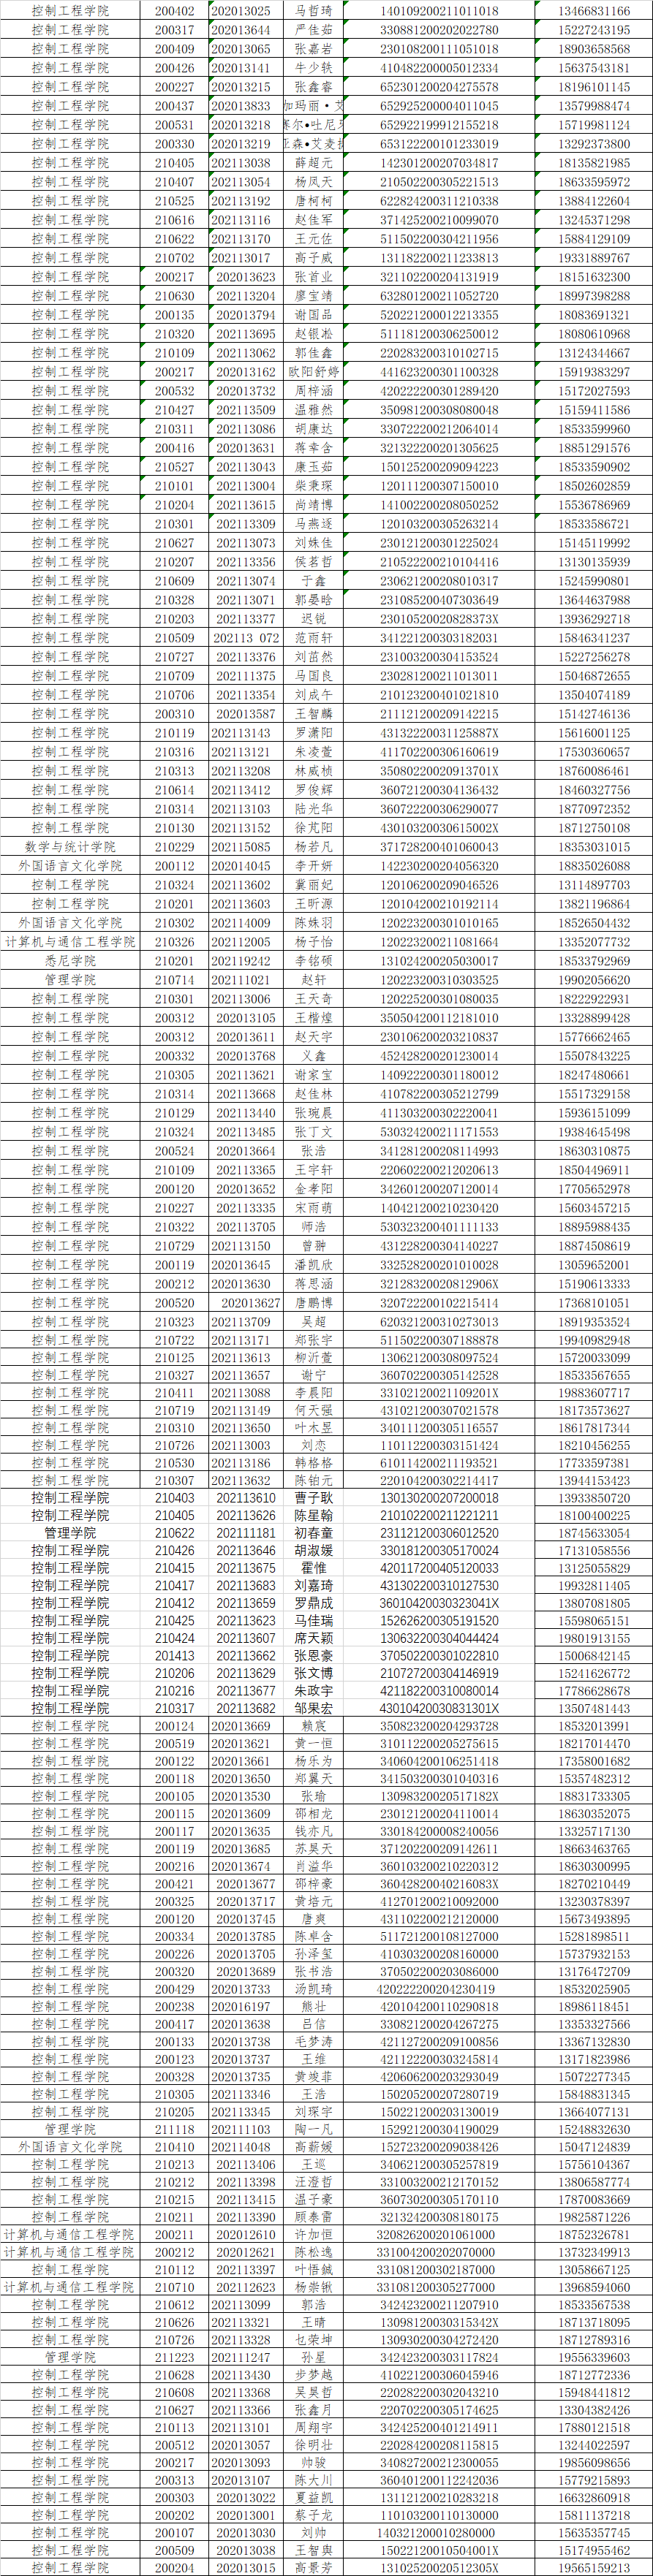 控制工程学院 200402 202013025 马哲琦 140109200211011018 13466831166
控制工程学院 200317 202013644 严佳茹 330881200202022780 15227243195
控制工程学院 200409 202013065 张嘉岩 230108200111051018 18903658568
控制工程学院 200426 202013141 牛少轶 410482200005012334 15637543181
控制工程学院 200227 202013215 张鑫睿 652301200204275578 18196101145
控制工程学院 200437 202013833 加玛丽·艾 652925200004011045 13579988474
控制工程学院 200531 202013218 赛尔•吐尼牙 652922199912155218 15719981124
控制工程学院 200330 202013219 亚森•艾麦提 653122200101233019 13292373800
控制工程学院 210405 202113038 薛超元 142301200207034817 18135821985
控制工程学院 210407 202113054 杨凤天 210502200305221513 18633595972
控制工程学院 210525 202113192 唐柯柯 622824200311210338 13884122604
控制工程学院 210616 202113116 赵佳军 371425200210099070 13245371298
控制工程学院 210622 202113170 王元佐 511502200304211956 15884129109
控制工程学院 210702 202113017 高子威 131182200211233813 19331889767
控制工程学院 200217 202013623 张首业 321102200204131919 18151632300
控制工程学院 210630 202113204 廖宝靖 632801200211052720 18997398288
控制工程学院 200135 202013794 谢国品 520221200012213355 18083691321
控制工程学院 210320 202113695 赵银凇 511181200306250012 18080610968
控制工程学院 210109 202113062 郭佳鑫 220283200310102715 13124344667
控制工程学院 200217 202013162 欧阳舒婷 441623200301100328 15919383297
控制工程学院 200532 202013732 周梓涵 420222200301289420 15172027593
控制工程学院 210427 202113509 温雅然 350981200308080048 15159411586
控制工程学院 210311 202113086 胡康达 330722200212064014 18533599960
控制工程学院 200416 202013631 蒋幸含 321322200201305625 18851291576
控制工程学院 210527 202113043 康玉茹 150125200209094223 18533590902
控制工程学院 210101 202113004 柴秉琛 120111200307150010 18502602859
控制工程学院 210204 202113615 尚靖博 141002200208050252 15536786969
控制工程学院 210301 202113309 马燕逐 120103200305263214 18533586721
控制工程学院 210627 202113073 刘姝佳 230121200301225024 15145119992
控制工程学院 210207 202113356 侯茗哲 210522200210104416 13130135939
控制工程学院 210609 202113074 于鑫 230621200208010317 15245990801
控制工程学院 210328 202113071 郭晏晗 231085200407303649 13644637988
控制工程学院 210203 202113377 迟锐 23010520020828373X 13936292718
控制工程学院 210509 202113 072 范雨轩 341221200303182031 15846341237
控制工程学院 210727 202113376 刘苗然 231003200304153524 15227256278
控制工程学院 210709 202111375 马国良 230281200211013011 15046872655
控制工程学院 210706 202113354 刘成午 210123200401021810 13504074189
控制工程学院 200310 202013587 王智麟 211121200209142215 15142746136
控制工程学院 210119 202113143 罗潇阳 43132220031125887X 15616001125
控制工程学院 210316 202113121 朱凌萱 411702200306160619 17530360657
控制工程学院 210313 202113208 林威桢 35080220020913701X 18760086461
控制工程学院 210614 202113412 罗俊辉 360721200304136432 18460327756
控制工程学院 210314 202113103 陆光华 360722200306290077 18770972352
控制工程学院 210130 202113152 徐芃阳 43010320030615002X 18712750108
数学与统计学院 210229 202115085 杨若凡 371728200401060043 18353031015
外国语言文化学院 200112 202014045 李开妍 142230200204056320 18835026088
控制工程学院 210324 202113602 冀丽妃 120106200209046526 13114897703
控制工程学院 210201 202113603 王昕源 120104200210192114 13821196864
外国语言文化学院 210302 202114009 陈姝羽 120223200301010165 18526504432
计算机与通信工程学院 210326 202112005 杨子怡 120223200211081664 13352077732
悉尼学院 210201 202119242 李铭硕 131024200205030017 18533792969
管理学院 210714 202111021 赵轩 120223200310303525 19902056620
控制工程学院 210301 202113006 王天奇 120225200301080035 18222922931
控制工程学院 200312 202013105 王楷煌 350504200112181010 13328899428
控制工程学院 200312 202013611 赵天宇 230106200203210837 15776662465
控制工程学院 200332 202013768 义鑫 452428200201230014 15507843225
控制工程学院 210305 202113621 谢家宝 140922200301180012 18247480661
控制工程学院 210314 202113668 赵佳林 410782200305212799 15517329158
控制工程学院 210129 202113440 张琬晨 411303200302220041 15936151099
控制工程学院 210324 202113485 张丁文 530324200211171553 19384645498
控制工程学院 200524 202013664 张浩 341281200208114993 18630310875
控制工程学院 210109 202113365 王宇轩 220602200212020613 18504496911
控制工程学院 200120 202013652 金孝阳 342601200207120014 17705652978
控制工程学院 210227 202113335 宋雨萌 140421200210230420 15603457215
控制工程学院 210322 202113705 师浩 530323200401111133 18895988435
控制工程学院 210729 202113150 曾翀 431228200304140227 18874508619
控制工程学院 200119 202013645 潘凯欣 332528200201010028 13059652001
控制工程学院 200212 202013630 蒋思涵 32128320020812906X 15190613333
控制工程学院 200520 202013627 唐鹏博 320722200102215414 17368101051
控制工程学院 210323 202113709 吴超 620321200310273013 18919353524
控制工程学院 210722 202113171 郑张宇 511502200307188878 19940982948
控制工程学院 210125 202113613 柳沂萱 130621200308097524 15720033099
控制工程学院 210327 202113657 谢宁 360702200305142528 18533567655
控制工程学院 210411 202113088 李晨阳 33102120021109201X 19883607717
控制工程学院 210719 202113149 何天强 431021200307021578 18173573627
控制工程学院 210310 202113650 叶木昱 340111200305116557 18617817344
控制工程学院 210726 202113003 刘恋 110112200303151424 18210456255
控制工程学院 210530 202113186 韩格格 610114200211193521 17733597381
控制工程学院 210307 202113632 陈铂元 220104200302214417 13944153423
控制工程学院 210403 202113610 曹子耿 130130200207200018 13933850720
控制工程学院 210405 202113626 陈星翰 210102200211221211 18100400225
管理学院 210622 202111181 初春童 231121200306012520 18745633054
控制工程学院 210426 202113646 胡淑媛 330181200305170024 17131058556
控制工程学院 210415 202113675 霍惟 420117200405120033 13125055829
控制工程学院 210417 202113683 刘嘉琦 431302200310127530 19932811405
控制工程学院 210412 202113659 罗鼎成 36010420030323041X 13807081805
控制工程学院 210425 202113623 马佳瑞 152626200305191520 15598065151
控制工程学院 210424 202113607 席天颖 130632200304044424 19801913155
控制工程学院 201413 202113662 张恩豪 370502200301022810 15006842145
控制工程学院 210206 202113629 张文博 210727200304146919 15241626772
控制工程学院 210216 202113677 朱政宇 421182200310080014 17786628678
控制工程学院 210317 202113682 邹果宏 43010420030831301X 13507481443
控制工程学院 200124 202013669 赖宸 350823200204293728 18532013991
控制工程学院 200519 202013621 黄一恒 310112200205275615 18217014470
控制工程学院 200122 202013661 杨乐为 340604200106251418 17358001682
控制工程学院 200118 202013650 郑翼天 341503200301040316 15357482312
控制工程学院 200105 202013530 张瑜 13098320020517182X 18831733305
控制工程学院 200115 202013609 邵相龙 230121200204110014 18630352075
控制工程学院 200117 202013635 钱亦凡 330184200008240056 13325717130
控制工程学院 200119 202013685 苏昊天 371202200209142611 18663463765
控制工程学院 200216 202013674 肖溢华 360103200210220312 18630300995
控制工程学院 200421 202013677 邵梓豪 36042820040216083X 18270210449
控制工程学院 200325 202013717 黄培元 412701200210092000 13230378397
控制工程学院 200120 202013745 唐爽 431102200212120000 15673493895
控制工程学院 200334 202013785 陈卓含 511721200108127000 15281898511
控制工程学院 200226 202013705 孙泽玺 410303200208160000 15737932153
控制工程学院 200320 202013689 张书浩 370502200203086000 13176472709
控制工程学院 200429 202013733 汤凯琦 420222200204230419 18532025905
控制工程学院 200238 202016197 熊壮 420104200110290818 18986118451
控制工程学院 200417 202013638 吕信 330821200204267275 13353327566
控制工程学院 200133 202013738 毛梦涛 421127200209100856 13367132830
控制工程学院 200123 202013737 王维 421122200303245814 13171823986
控制工程学院 200328 202013735 黄竣菲 420606200203293049 15072277345
控制工程学院 210305 202113346 王浩 150205200207280719 15848831345
控制工程学院 210205 202113345 刘琛宇 150221200203130019 13664077131
管理学院 211118 202111103 陶一凡 152921200304190029 15248832630
外国语言文化学院 210410 202114048 高薪媛 152723200209038426 15047124839
控制工程学院 210213 202113406 王巡 340621200305257819 15756104367
控制工程学院 210212 202113398 汪澄哲 331003200212170152 13806587774
控制工程学院 210215 202113415 温子豪 360730200305170110 17870083669
控制工程学院 210211 202113390 顾泰雷 321324200308180175 19825871226
计算机与通信工程学院 200211 202012610 许加恒 320826200201061000 18752326781
计算机与通信工程学院 200212 202012621 陈松逸 331004200202070000 13732349913
控制工程学院 210112 202113397 叶悟鋮 331081200302187000 13058667125
计算机与通信工程学院 210710 202112623 杨崇锹 331081200305277000 13968594060
控制工程学院 210612 202113099 郭浩 342423200211207910 18533567538
控制工程学院 210626 202113321 王晴 13098120030315342X 18713718095
控制工程学院 210726 202113328 乜荣坤 130930200304272420 18712789316
管理学院 211223 202111247 孙星 342423200303117824 19556339603
控制工程学院 210628 202113430 步梦越 410221200306045946 18712772336
控制工程学院 210608 202113368 吴昊哲 220282200302043210 15948441812
控制工程学院 210627 202113366 张鑫月 220702200305174625 13304382426
控制工程学院 210113 202113101 周翔宇 342425200401214911 17880121518
控制工程学院 200512 202013057 徐明壮 220284200208115815 13244022597
控制工程学院 200217 202013093 帅骏 340827200212300055 19856098656
控制工程学院 200313 202013107 陈大川 360401200112242036 15779215893
控制工程学院 200303 202013022 夏益凯 131121200210283218 16632860918
控制工程学院 200202 202013001 蔡子龙 110103200110130000 15811137218
控制工程学院 200107 202013030 刘帅 140321200010280000 15635357745
控制工程学院 200509 202013038 王智舆 15022120010504001X 15174955462
控制工程学院 200204 202013015 高景芳 13102520020512305X 19565159213